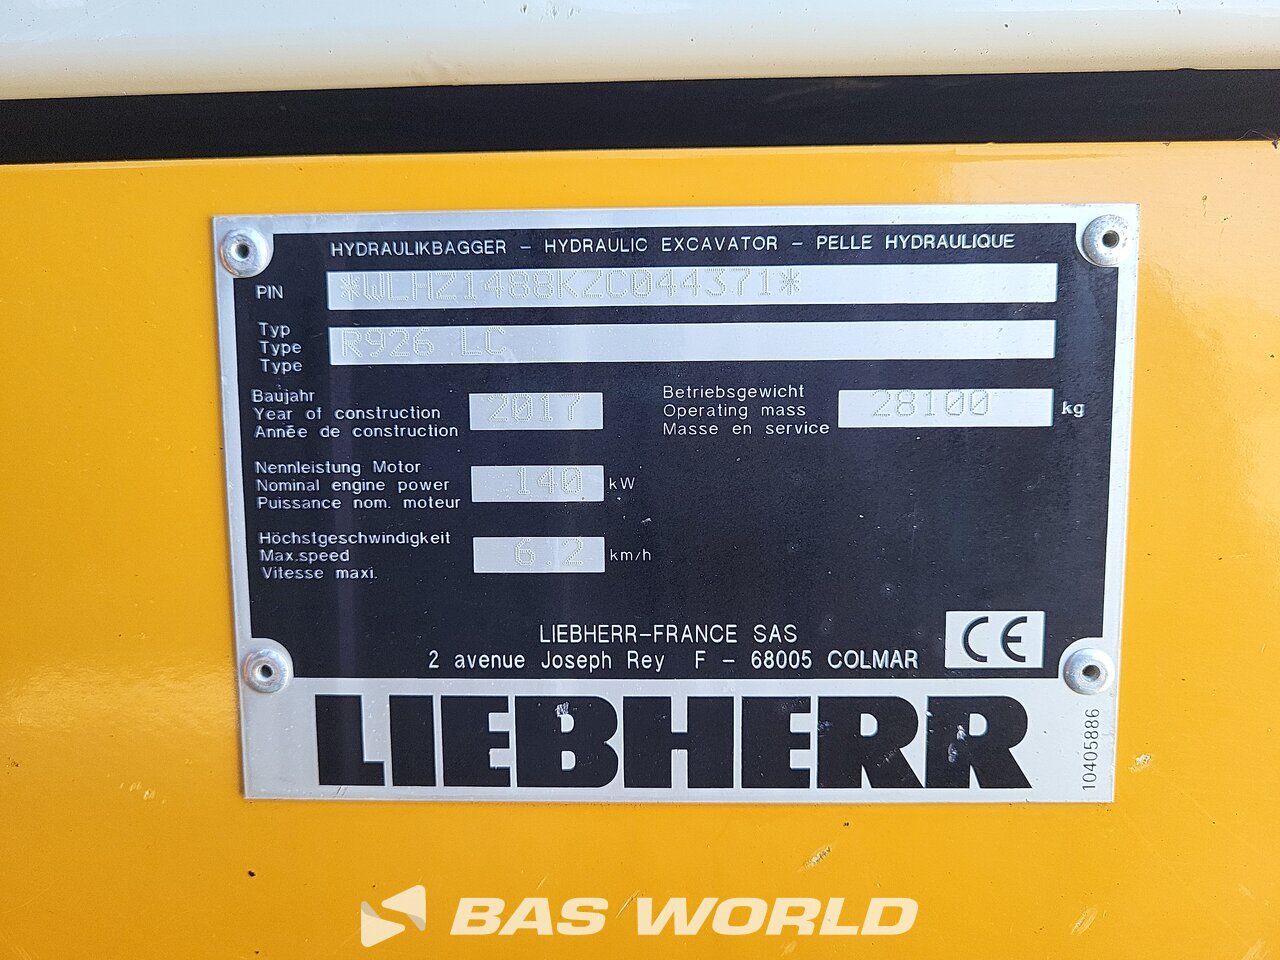 HYDRAULIKBAGGER – HYDRAULIC EXCAVATOR – PELLE HYDRAULIQUE
PIN *WLHZ1488KZC044371*
Typ
Type
Type
R926 LC
Baujahr
Year of construction
Année de construction
2017
Betriebsgewicht
Operating mass
Masse en service
28100 kg
Nennleistung Motor
Nominal engine power
Puissance nom. moteur
140 kW
Höchstgeschwindigkeit
Max.speed
Vitesse maxi.
6.2 km/h
LIEBHERR–FRANCE SAS
2 avenue Joseph Rey F – 68005 COLMAR
CE
LIEBHERR
10405886
BAS WORLD